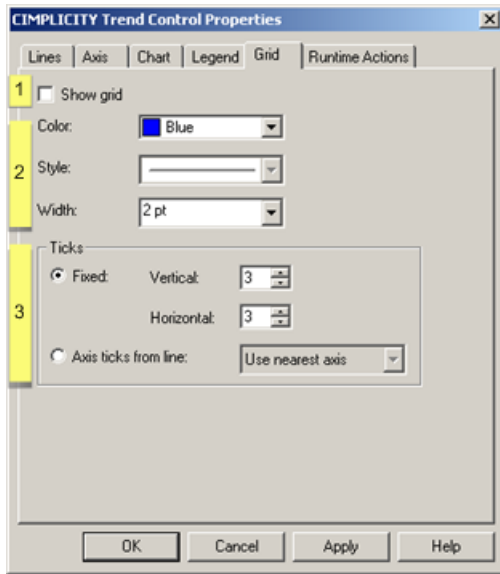 CIMPLICITY Trend Control Properties
Lines Axis Chart Legend Grid Runtime Actions
1 Show grid
Color: Blue
2 Style:
Width: 2 pt
Ticks
3 Fixed: Vertical: 3
Horizontal: 3
Axis ticks from line: Use nearest axis
OK Cancel Apply Help